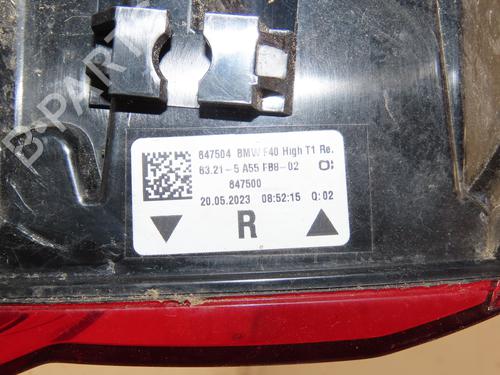 847504 BMW F40 High T1 Re.
63.21- 5 A55 FB8-02
847500
20.05.2023 08:52:15 Q:02
R